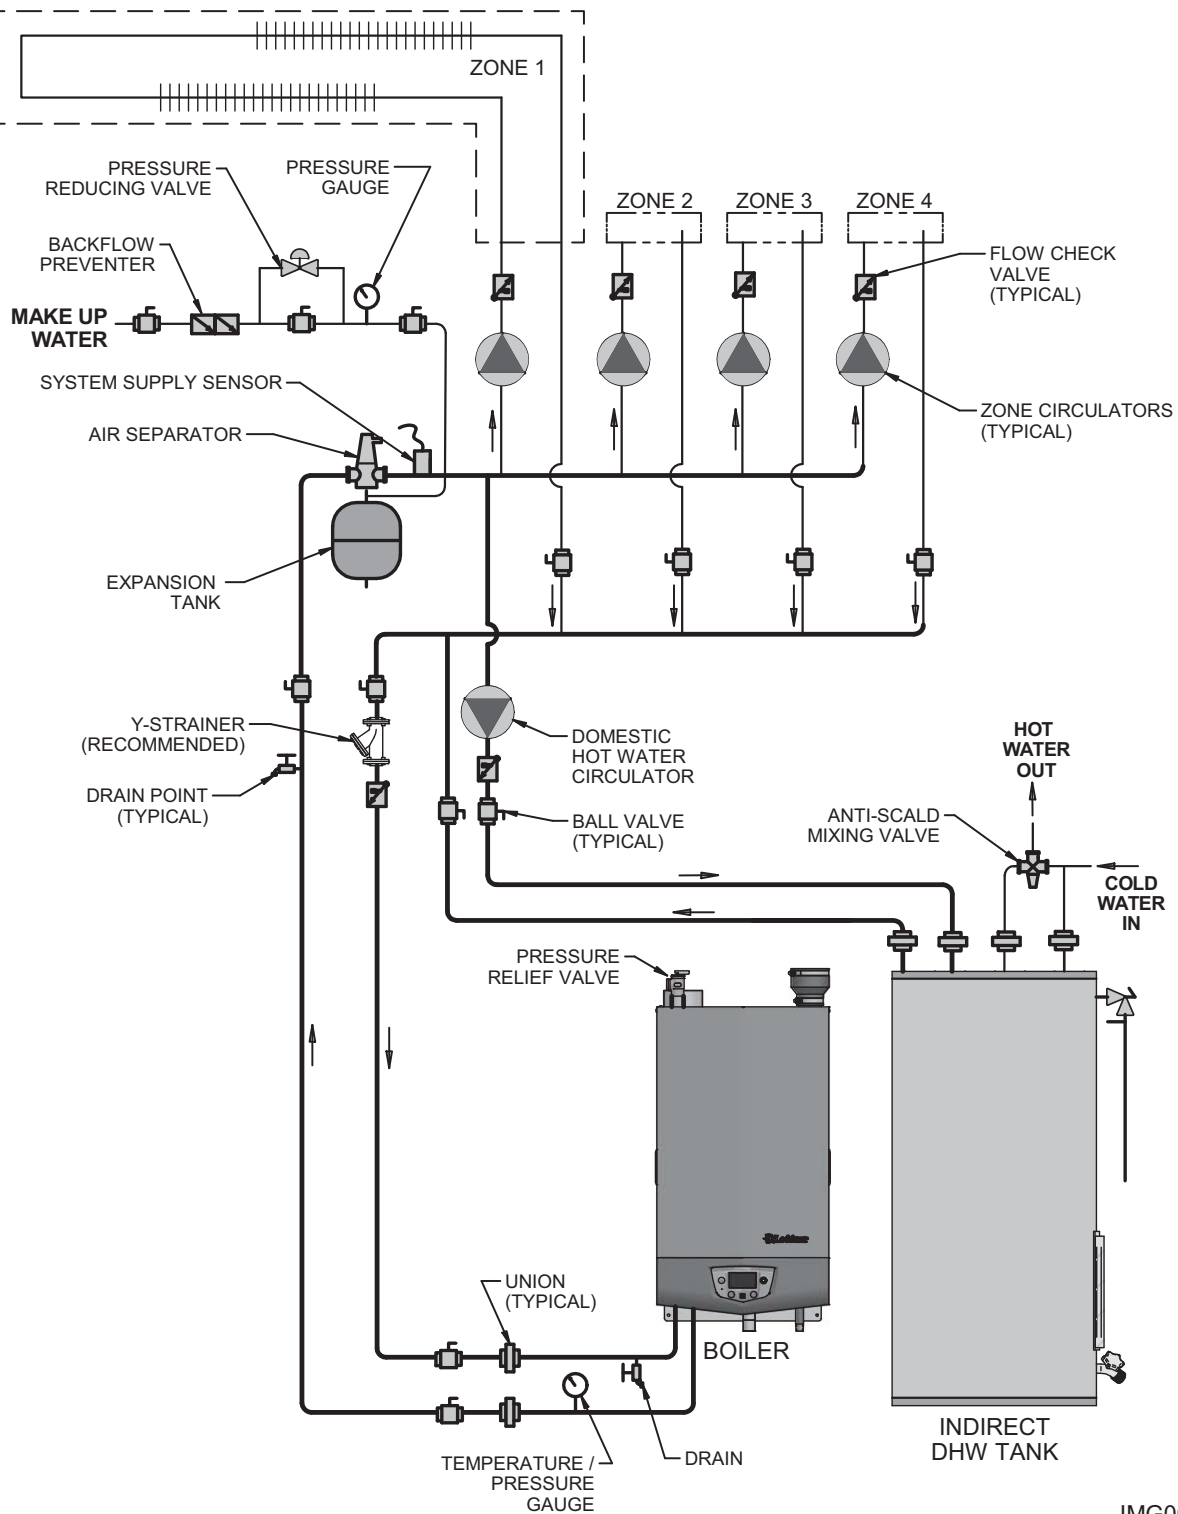 ZONE 1
PRESSURE
REDUCING VALVE
PRESSURE
GAUGE
ZONE 2
ZONE 3
ZONE 4
BACKFLOW
PREVENTER
FLOW CHECK
VALVE
(TYPICAL)
MAKE UP
WATER
SYSTEM SUPPLY SENSOR
ZONE CIRCULATORS
(TYPICAL)
AIR SEPARATOR
EXPANSION
TANK
Y-STRAINER
(RECOMMENDED)
DOMESTIC
HOT WATER
CIRCULATOR
HOT
WATER
OUT
DRAIN POINT
(TYPICAL)
BALL VALVE
(TYPICAL)
ANTI-SCALD
MIXING VALVE
COLD
WATER
IN
PRESSURE
RELIEF VALVE
Lochinvar
UNION
(TYPICAL)
BOILER
INDIRECT
DHW TANK
TEMPERATURE /
PRESSURE
GAUGE
DRAIN